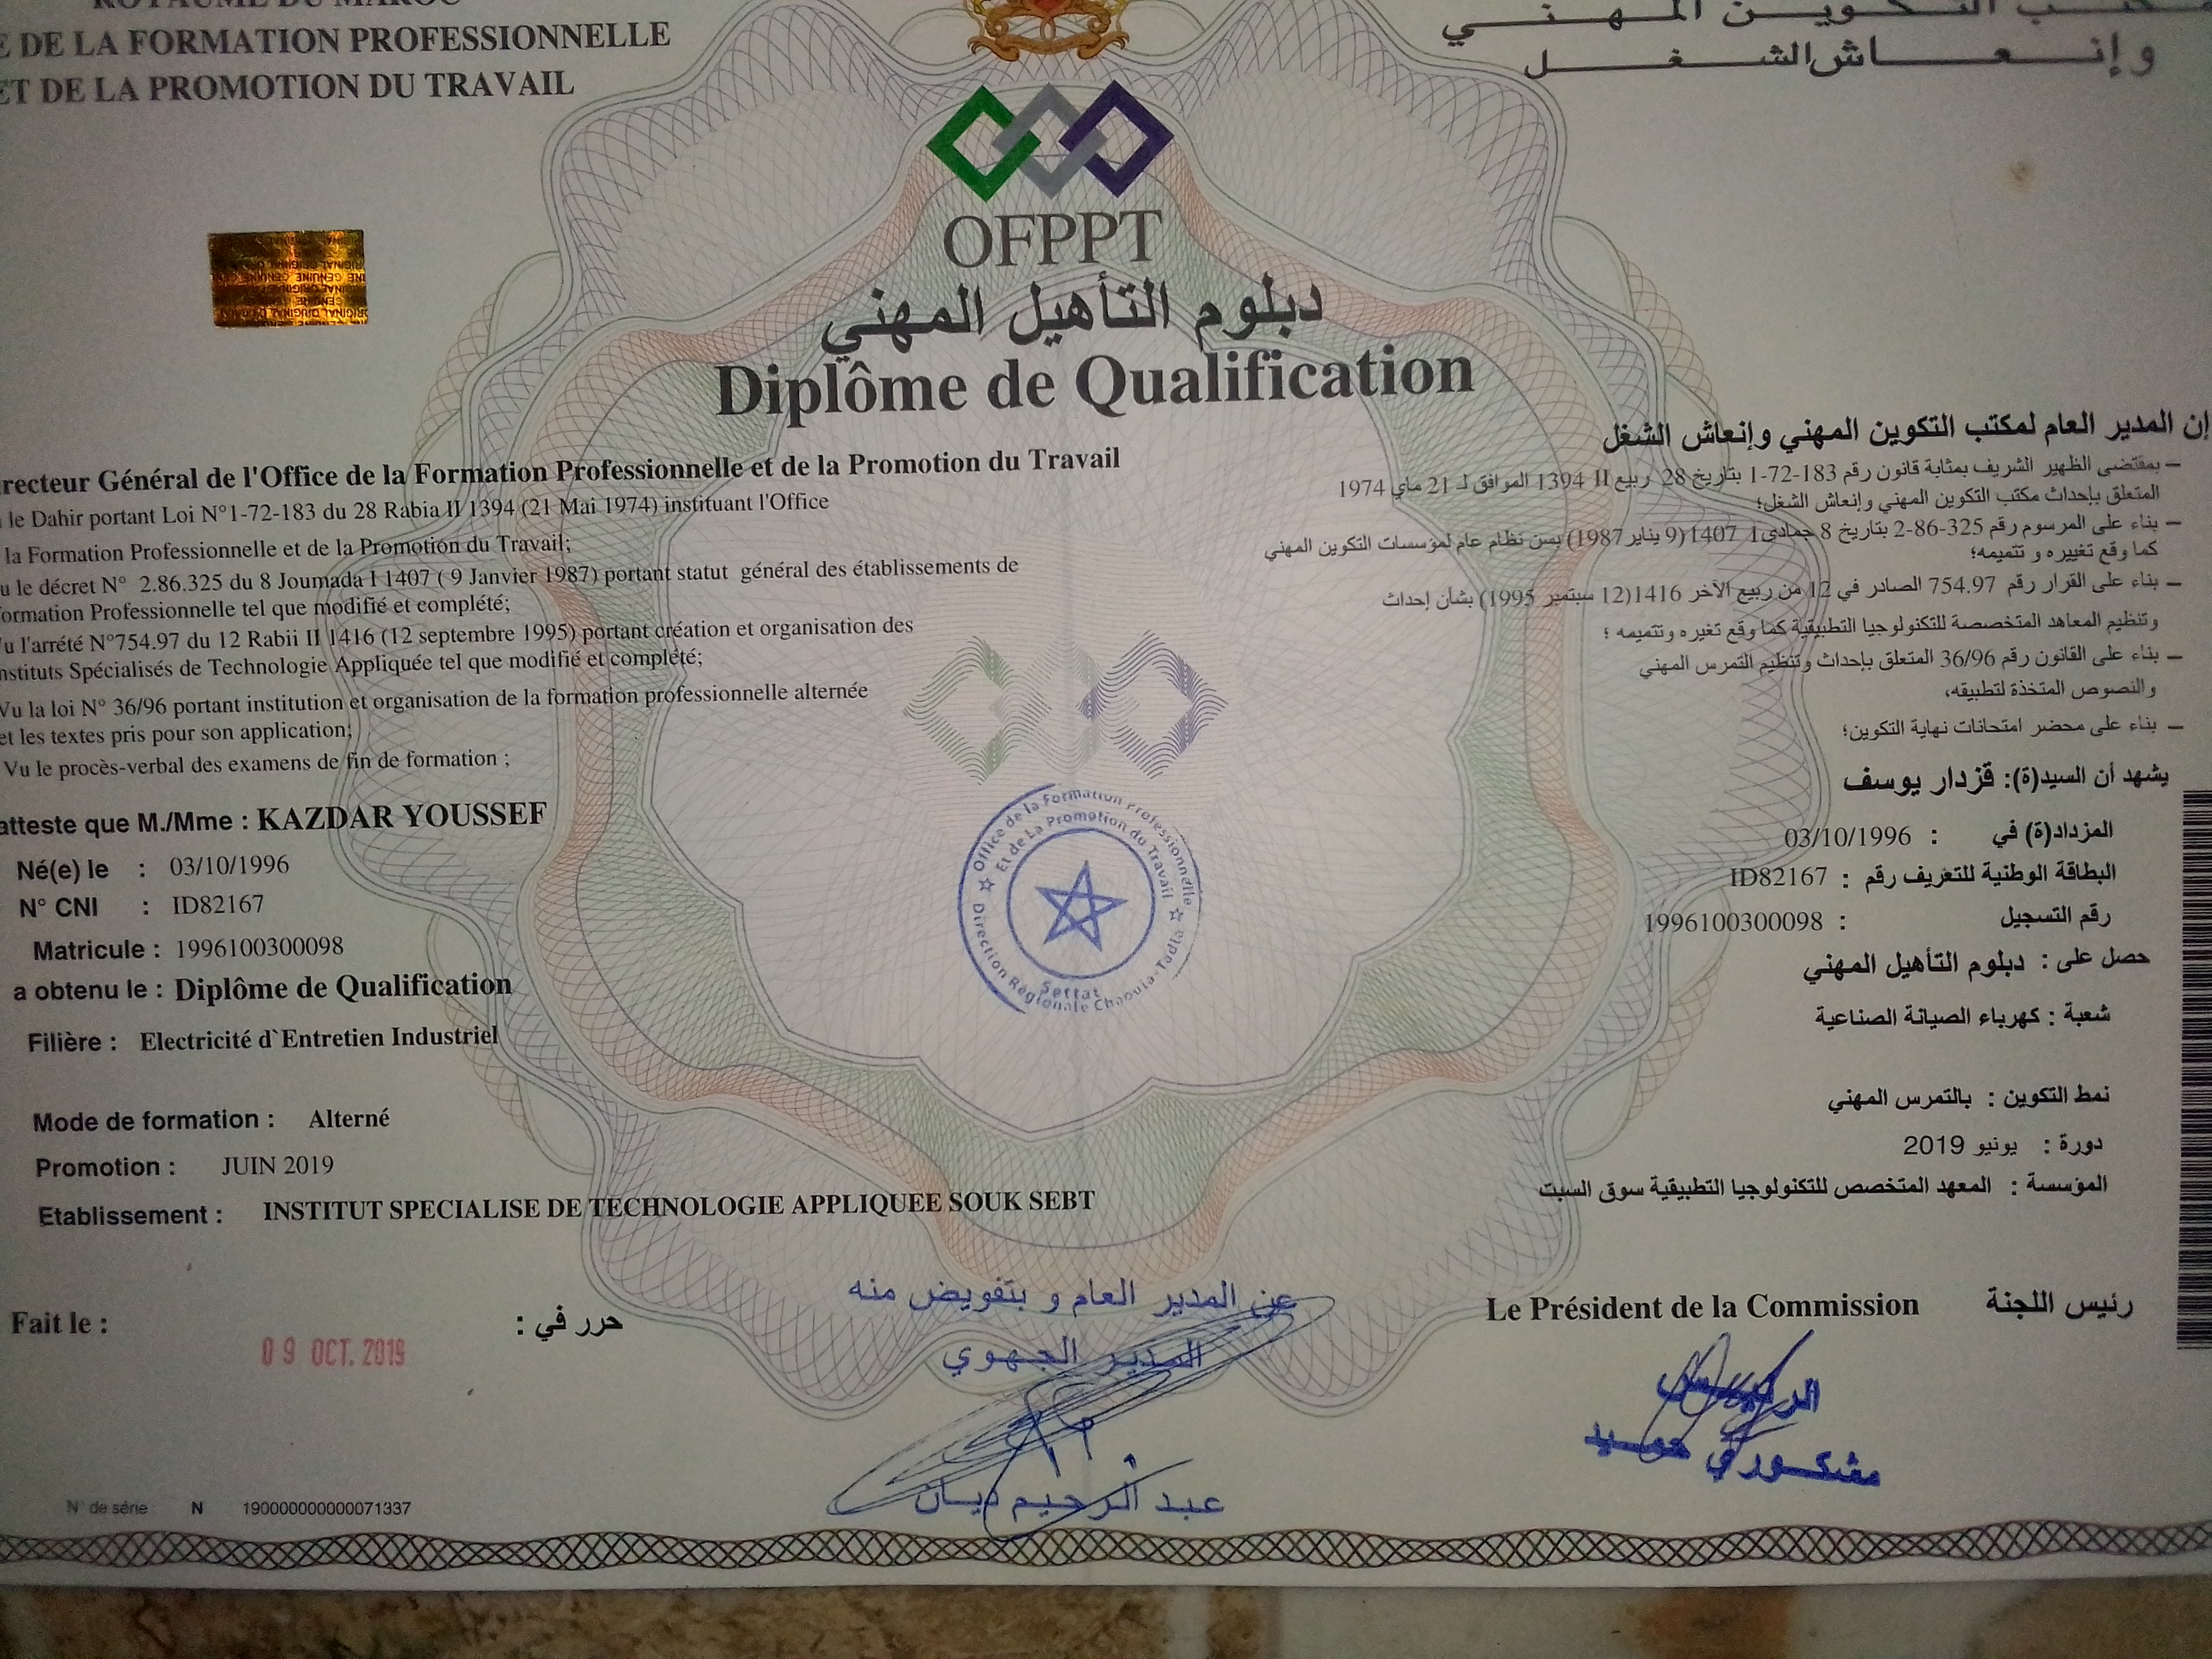 ROYAUME DU MAROC
DE LA FORMATION PROFESSIONNELLE
ET DE LA PROMOTION DU TRAVAIL
التكوين المهني
وإنعاش الشغل
OFPPT
دبلوم التأهيل المهني
Diplôme de Qualification
Général de l'Office de la Formation Professionnelle et de la Promotion du Travail
le Dahir portant Loi N°1-72-183 du 28 Rabia II 1394 (21 Mai 1974) instituant l'Office
la Formation Professionnelle et de la Promotion du Travail;
le décret N° 2.86.325 du 8 Joumada I 1407 ( 9 Janvier 1987) portant statut général des établissements de
Formation Professionnelle tel que modifié et complété;
Vu l'arrété N°754.97 du 12 Rabii II 1416 (12 septembre 1995) portant création et organisation des
Instituts Spécialisés de Technologie Appliquée tel que modifié et complété;
Vu la loi N° 36/96 portant institution et organisation de la formation professionnelle alternée
et les textes pris pour son application;
Vu le procès-verbal des examens de fin de formation ;
atteste que M./Mme : KAZDAR YOUSSEF
Né(e) le : 03/10/1996
N° CNI : ID82167
Matricule : 1996100300098
a obtenu le : Diplôme de Qualification
Filière : Electricité d`Entretien Industriel
Mode de formation : Alterné
Promotion : JUIN 2019
Etablissement : INSTITUT SPECIALISE DE TECHNOLOGIE APPLIQUEE SOUK SEBT
إن المدير العام لمكتب التكوين المهني وإنعاش الشغل
– بمقتضى الظهير الشريف بمثابة قانون رقم 183-72-1 بتاريخ 28 ربيع II 1394 الموافق لـ 21 ماي 1974
المتعلق بإحداث مكتب التكوين المهني وإنعاش الشغل؛
– بناء على المرسوم رقم 325-86-2 بتاريخ 8 جمادى1 1407 (9 يناير 1987) بسن نظام عام لمؤسسات التكوين المهني
كما وقع تغييره و تتميمه؛
– بناء على القرار رقم 754.97 الصادر في 12 من ربيع الآخر 1416(12 سبتمبر 1995) بشأن إحداث
وتنظيم المعاهد المتخصصة للتكنولوجيا التطبيقية كما وقع تغيره وتتميمه ؛
– بناء على القانون رقم 36/96 المتعلق بإحداث وتنظيم التمرس المهني
والنصوص المتخذة لتطبيقه،
– بناء على محضر امتحانات نهاية التكوين؛
يشهد أن السيد(ة): قزدار يوسف
المزداد(ة) في : 03/10/1996
البطاقة الوطنية للتعريف رقم : ID82167
رقم التسجيل : 1996100300098
حصل على : دبلوم التأهيل المهني
شعبة : كهرباء الصيانة الصناعية
نمط التكوين : بالتمرس المهني
دورة : يونيو 2019
المؤسسة : المعهد المتخصص للتكنولوجيا التطبيقية سوق السبت
Office de la Formation Professionnelle
Et de La Promotion du Travail
Direction Régionale Chaouia-Tadla
Settat
Fait le :
حرر في :
09 OCT. 2019
عن المدير العام و بتفويض منه
المدير الجهوي
عبد الرحيم ديان
Le Président de la Commission
رئيس اللجنة
الرئيس
مشكوري
N° de série N 190000000000071337